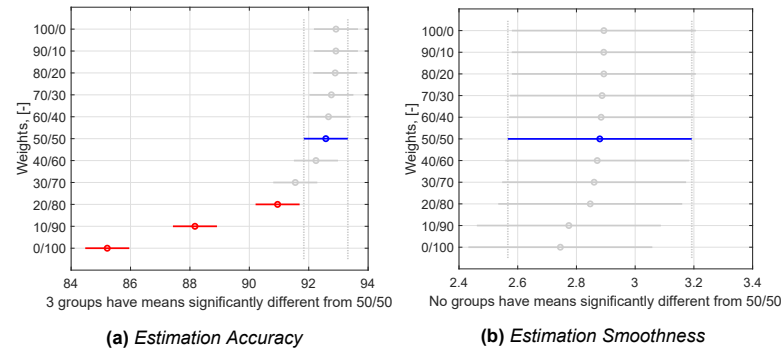 Weights, [-]
100/0
90/10
80/20
70/30
60/40
50/50
40/60
30/70
20/80
10/90
0/100
84 86 88 90 92 94
3 groups have means significantly different from 50/50
(a) Estimation Accuracy
Weights, [-]
100/0
90/10
80/20
70/30
60/40
50/50
40/60
30/70
20/80
10/90
0/100
2.4 2.6 2.8 3 3.2 3.4
No groups have means significantly different from 50/50
(b) Estimation Smoothness